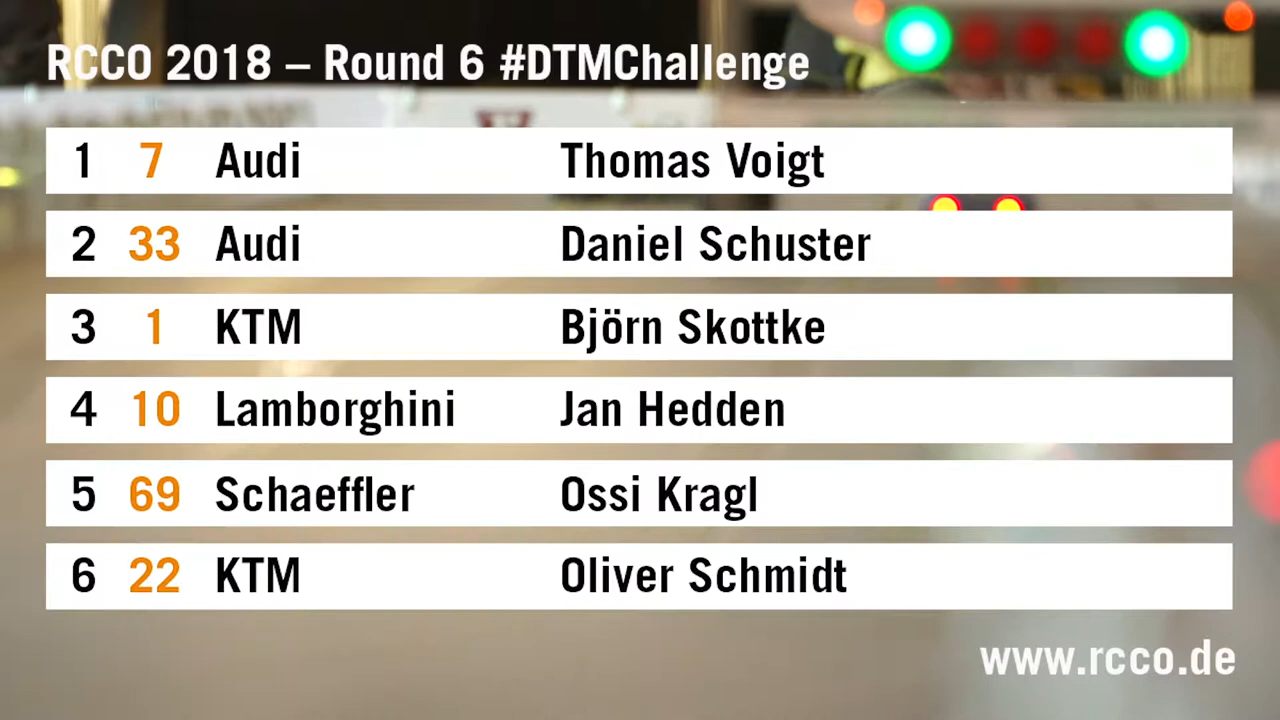 RCCO 2018 – Round 6 #DTMChallenge
1 7 Audi Thomas Voigt
2 33 Audi Daniel Schuster
3 1 KTM Björn Skottke
4 10 Lamborghini Jan Hedden
5 69 Schaeffler Ossi Kragl
6 22 KTM Oliver Schmidt
www.rcco.de